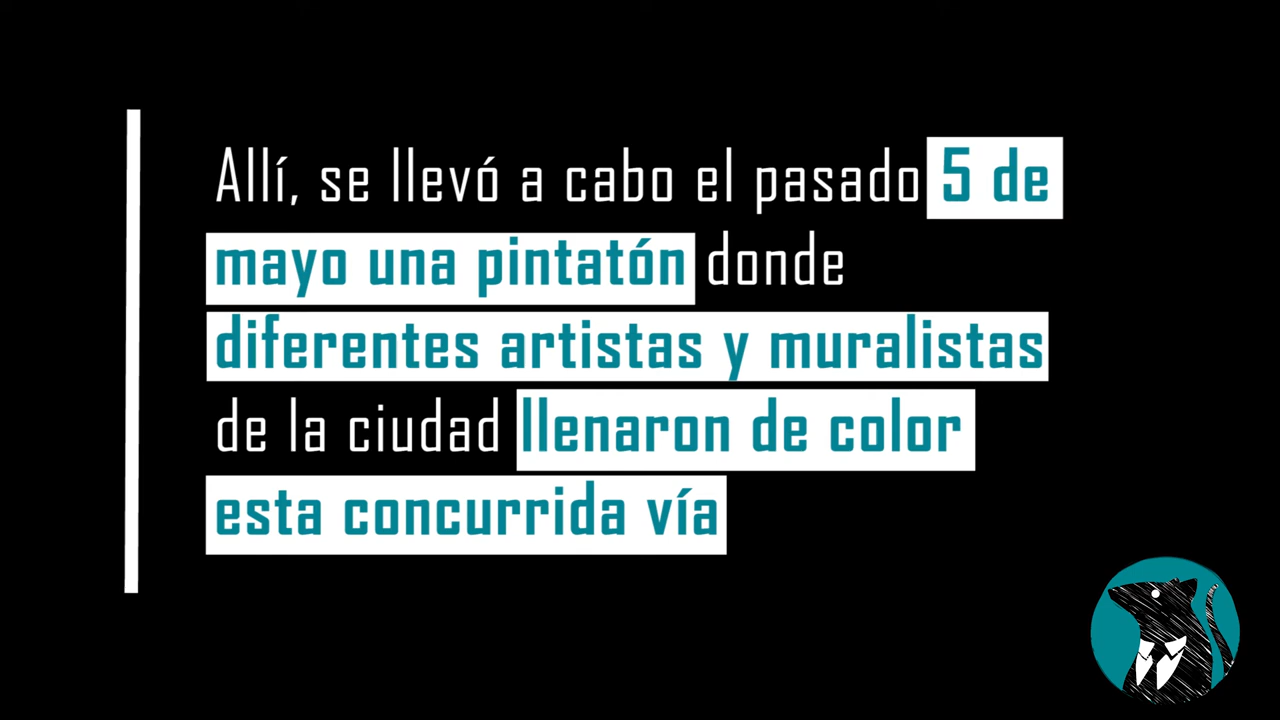 Allí, se llevó a cabo el pasado 5 de
mayo una pintatón donde
diferentes artistas y muralistas
de la ciudad llenaron de color
esta concurrida vía